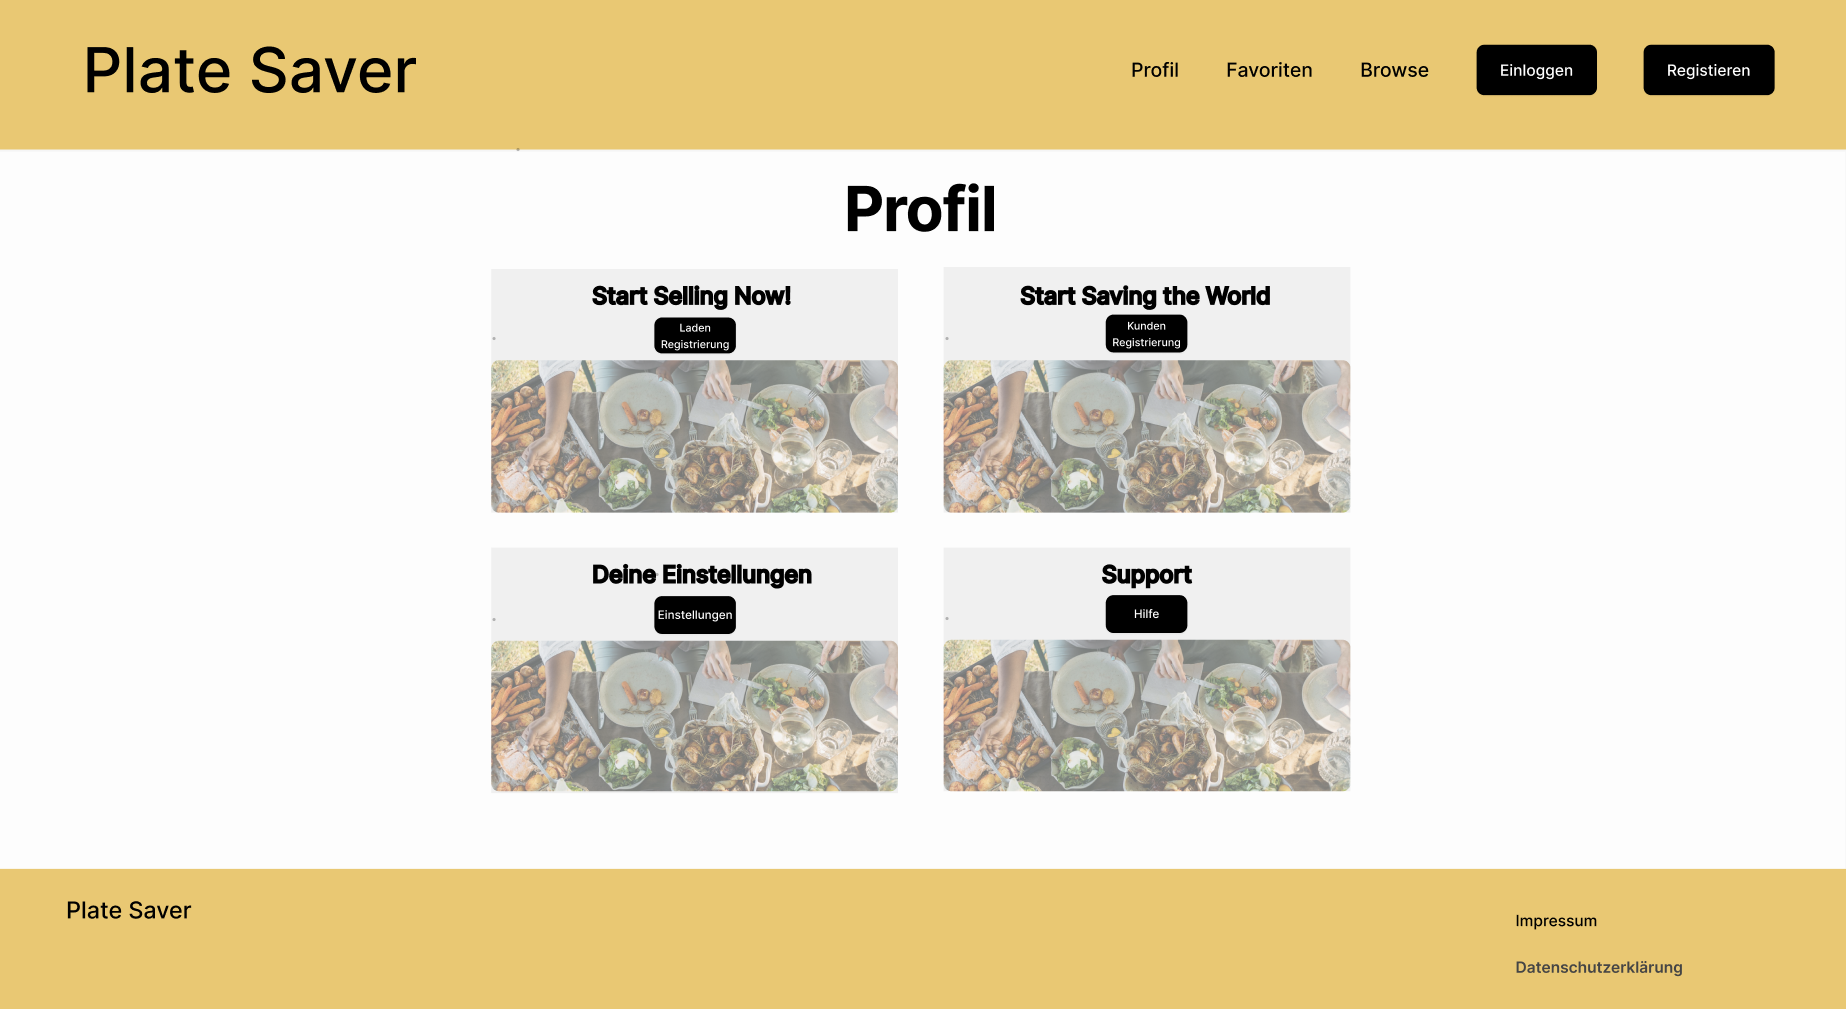 Plate Saver
Profil
Favoriten
Browse
Einloggen
Registieren
Profil
Start Selling Now!
Laden
Registrierung
Start Saving the World
Kunden
Registrierung
Deine Einstellungen
Einstellungen
Support
Hilfe
Plate Saver
Impressum
Datenschutzerklärung